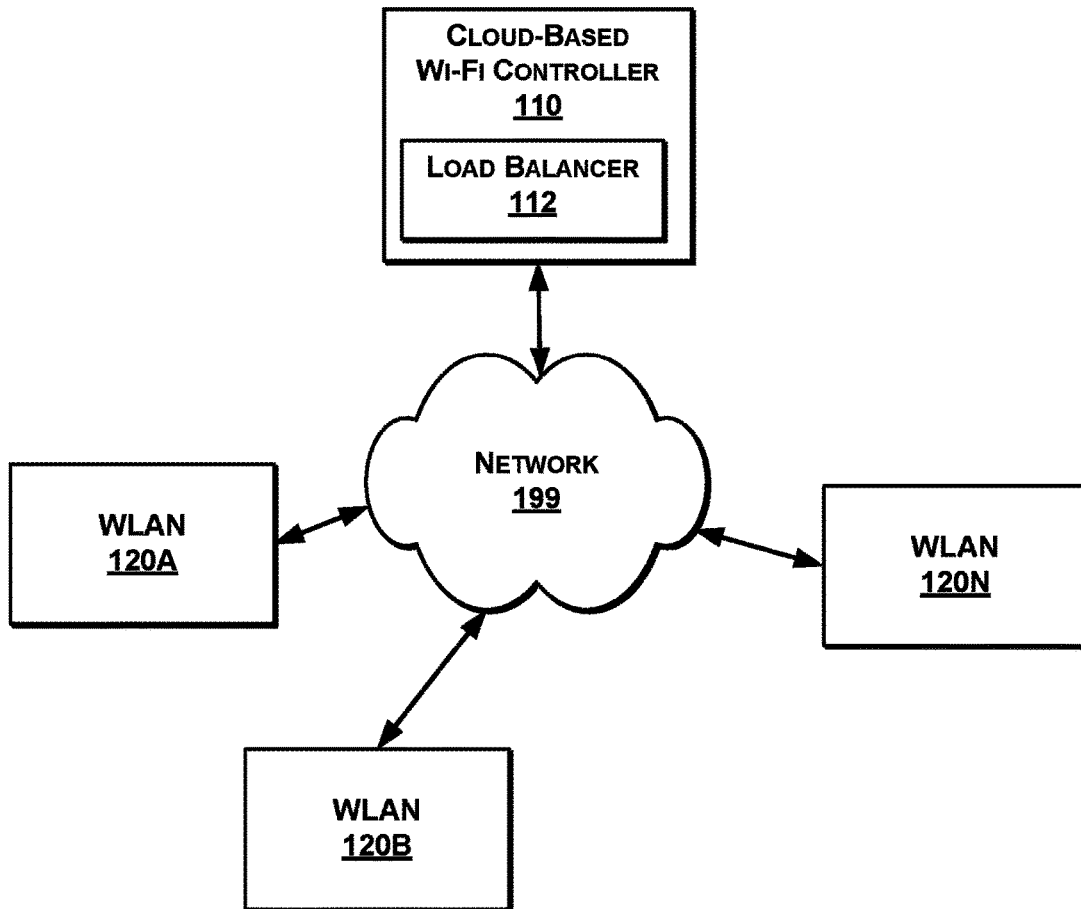 CLOUD-BASED
WI-FI CONTROLLER
110
LOAD BALANCER
112
NETWORK
199
WLAN
120A
WLAN
120N
WLAN
120B